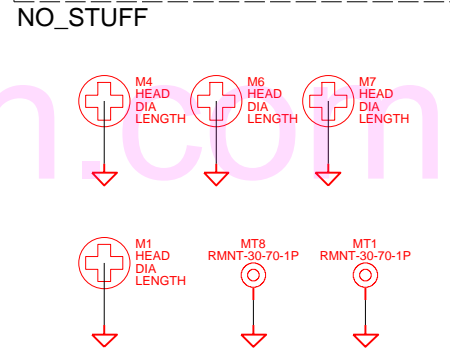 NO_STUFF
M4
HEAD
DIA
LENGTH
M6
HEAD
DIA
LENGTH
M7
HEAD
DIA
LENGTH
n.com
M1
HEAD
DIA
LENGTH
MT8
RMNT-30-70-1P
MT1
RMNT-30-70-1P